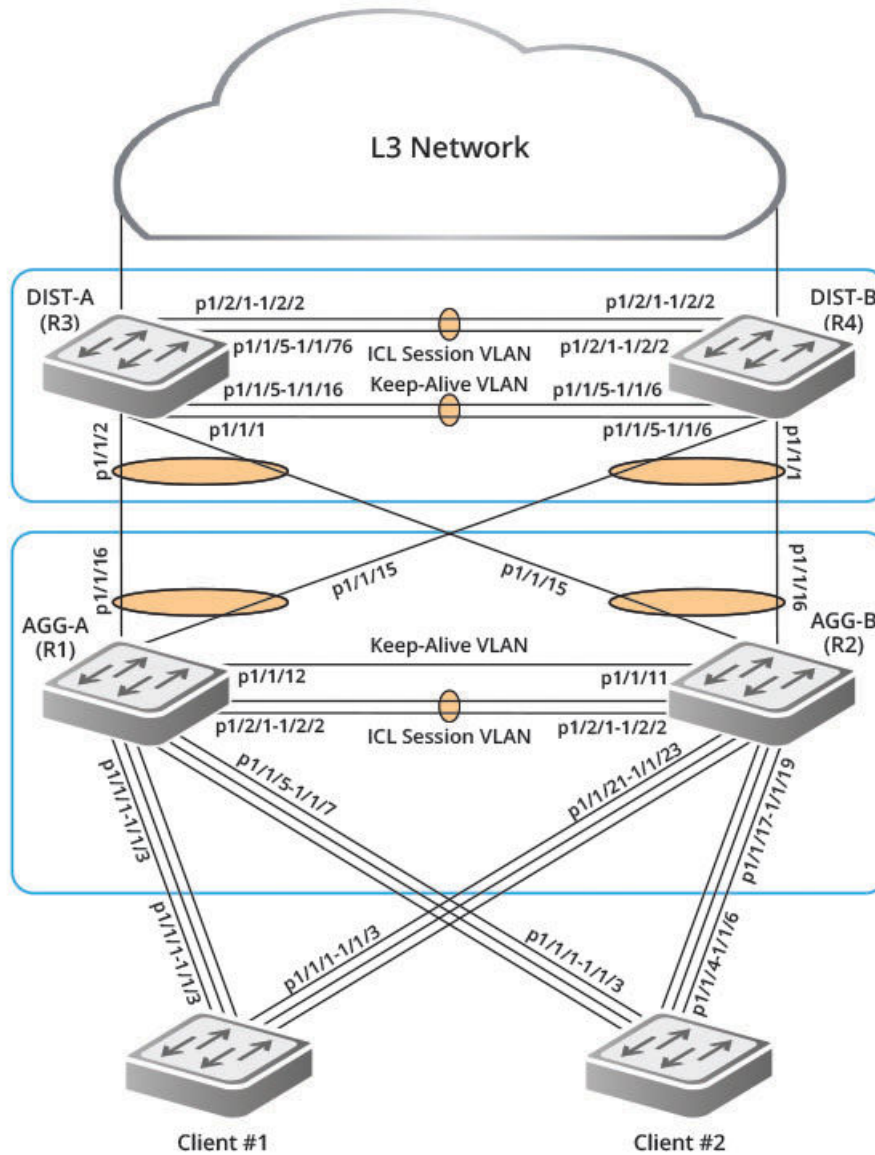 L3 Network
DIST-A
(R3)
DIST-B
(R4)
p1/2/1-1/2/2
p1/2/1-1/2/2
p1/1/5-1/1/76
ICL Session VLAN
p1/2/1-1/2/2
p1/1/5-1/1/16
Keep-Alive VLAN
p1/1/5-1/1/6
p1/1/2
p1/1/1
p1/1/5-1/1/6
p1/1/1
p1/1/16
p1/1/15
p1/1/15
p1/1/16
AGG-A
(R1)
AGG-B
(R2)
Keep-Alive VLAN
p1/1/12
p1/1/11
p1/2/1-1/2/2
ICL Session VLAN
p1/2/1-1/2/2
p1/1/1-1/1/3
p1/1/5-1/1/7
p1/1/21-1/1/23
p1/1/17-1/1/19
p1/1/1-1/1/3
p1/1/1-1/1/3
p1/1/1-1/1/3
p1/1/4-1/1/6
Client #1
Client #2